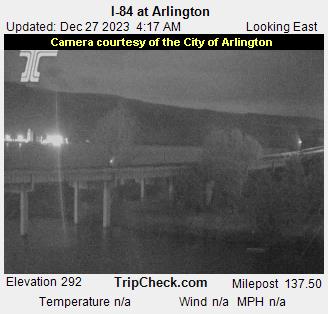 I-84 at Arlington
Updated: Dec 27 2023 4:17 AM Looking East
Camera courtesy of the City of Arlington
Elevation 292 TripCheck.com Milepost 137.50
Temperature n/a Wind n/a MPH n/a